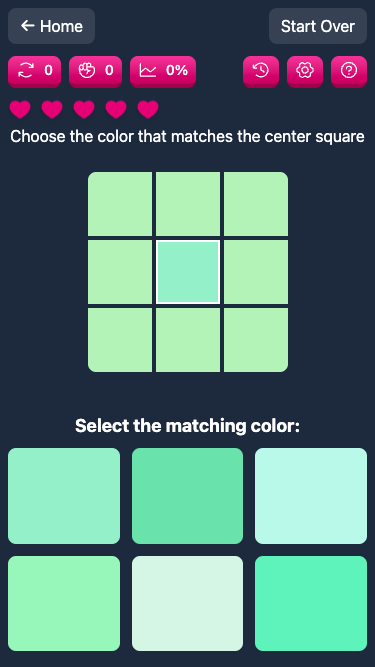 Home
Start Over
0
0
0%
Choose the color that matches the center square
Select the matching color: